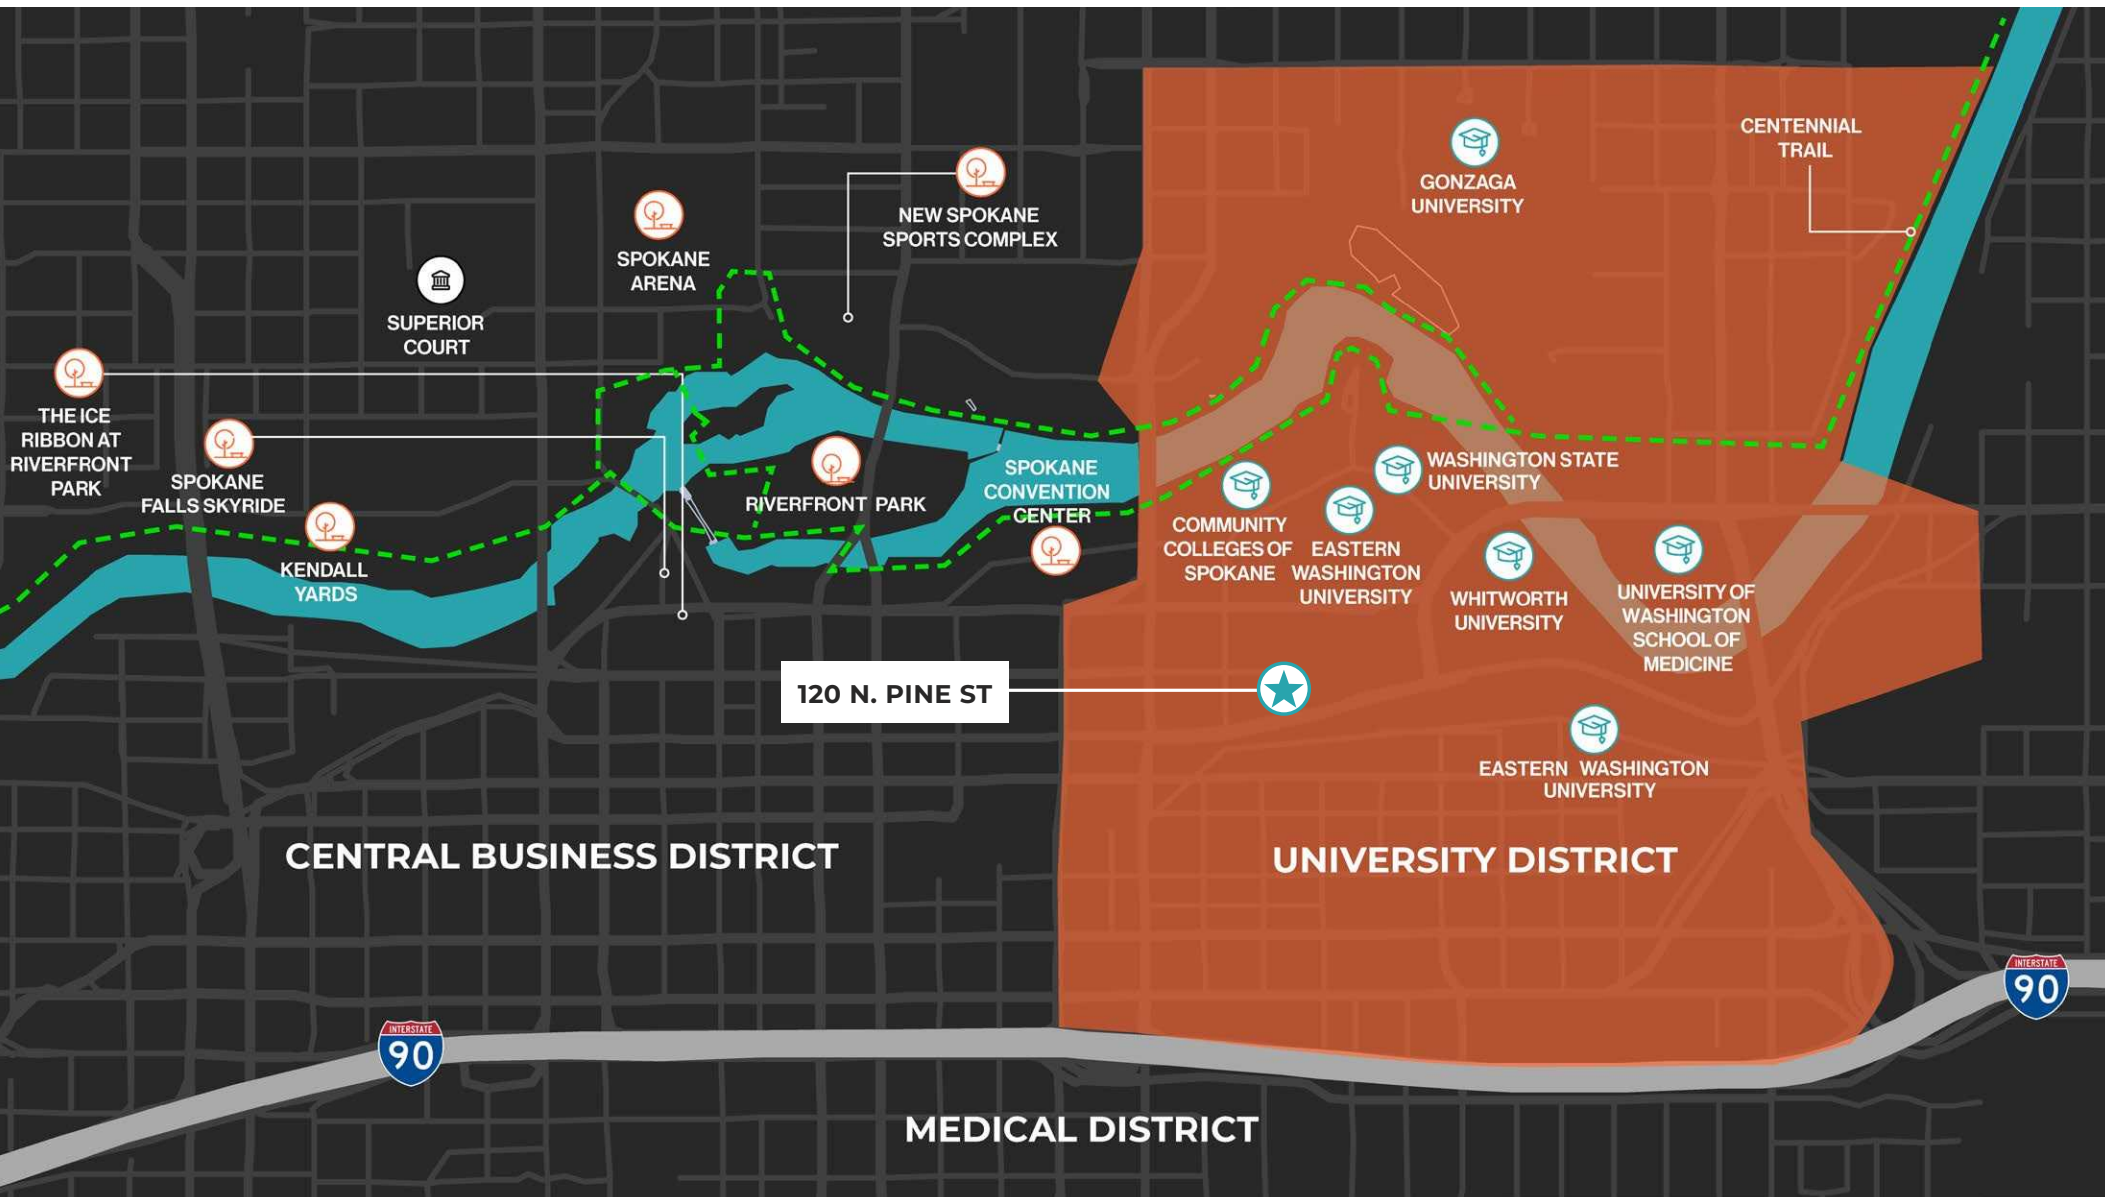 CENTENNIAL
TRAIL
GONZAGA
UNIVERSITY
NEW SPOKANE
SPORTS COMPLEX
SPOKANE
ARENA
SUPERIOR
COURT
THE ICE
RIBBON AT
RIVERFRONT
PARK
SPOKANE
FALLS SKYRIDE
KENDALL
YARDS
RIVERFRONT PARK
SPOKANE
CONVENTION
CENTER
WASHINGTON STATE
UNIVERSITY
COMMUNITY
COLLEGES OF
SPOKANE
EASTERN
WASHINGTON
UNIVERSITY
WHITWORTH
UNIVERSITY
UNIVERSITY OF
WASHINGTON
SCHOOL OF
MEDICINE
120 N. PINE ST
EASTERN WASHINGTON
UNIVERSITY
CENTRAL BUSINESS DISTRICT
UNIVERSITY DISTRICT
INTERSTATE
90
INTERSTATE
90
MEDICAL DISTRICT